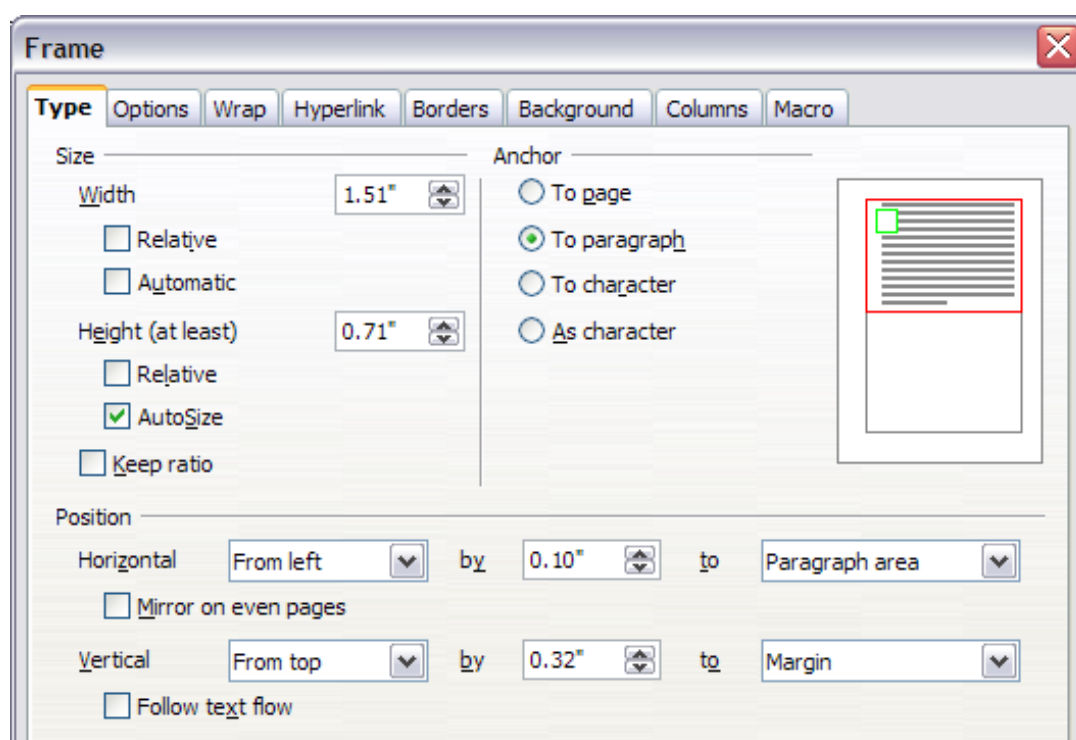 Frame
Type Options Wrap Hyperlink Borders Background Columns Macro
Size Anchor
Width 1.51" To page
Relative To paragraph
Automatic To character
Height (at least) 0.71" As character
Relative
AutoSize
Keep ratio
Position
Horizontal From left by 0.10" to Paragraph area
Mirror on even pages
Vertical From top by 0.32" to Margin
Follow text flow